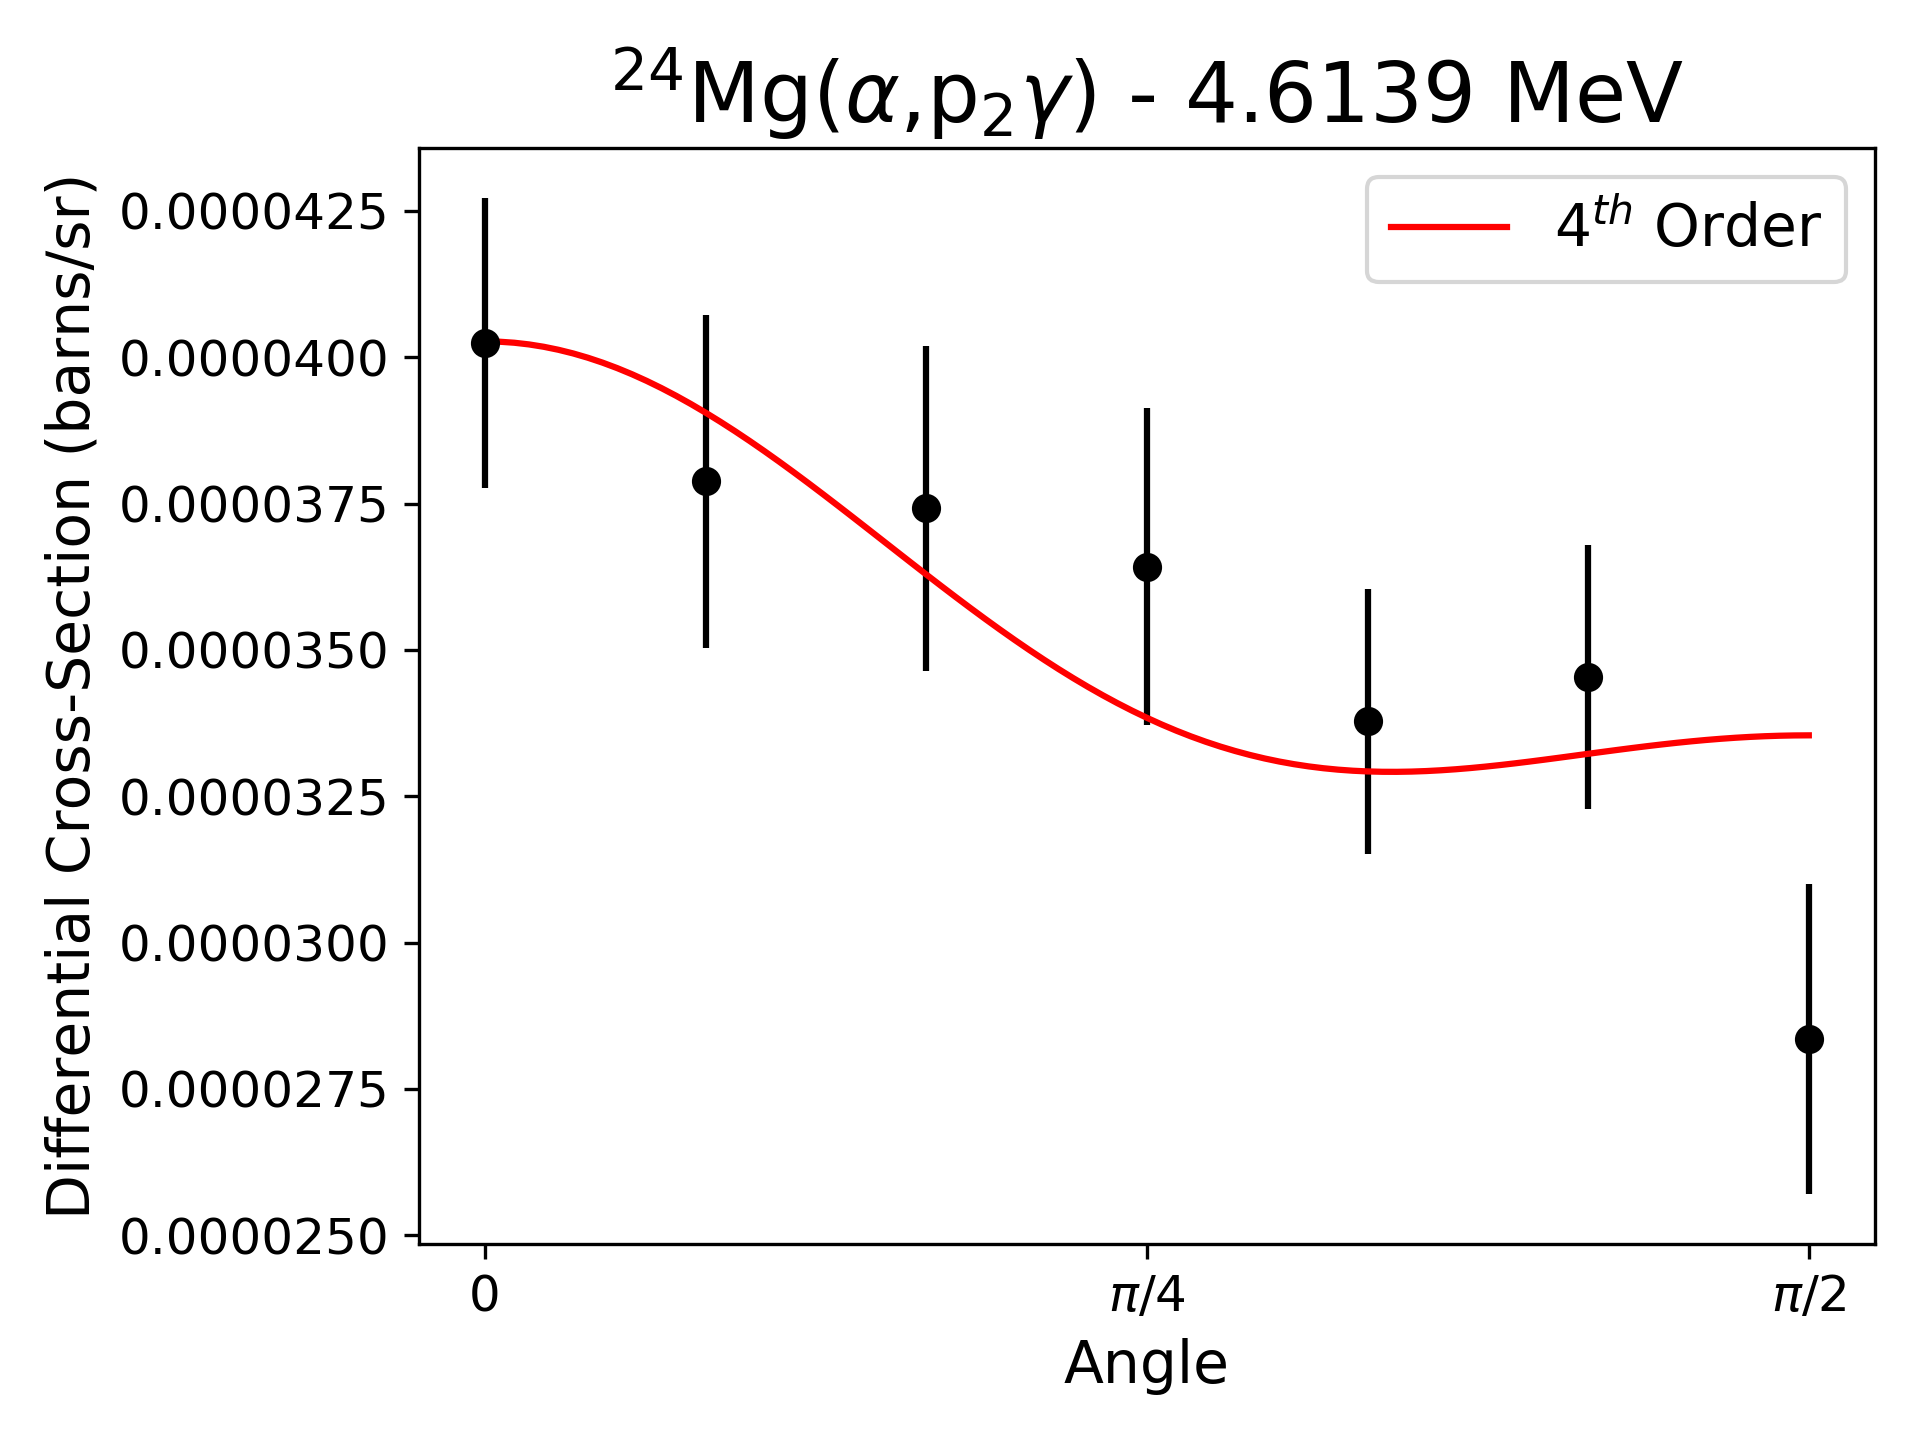 ²⁴Mg(α,p₂γ) - 4.6139 MeV
Differential Cross-Section (barns/sr)
0.0000425
0.0000400
0.0000375
0.0000350
0.0000325
0.0000300
0.0000275
0.0000250
4ᵗʰ Order
0 π/4 π/2
Angle